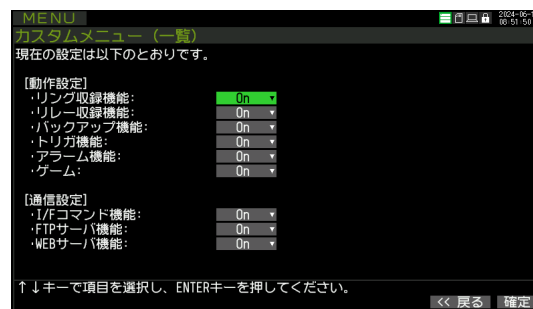 MENU
2024-06-1
08:51:50
カスタムメニュー (一覧)
現在の設定は以下のとおりです。
[動作設定]
・リング収録機能: On
・リレー収録機能: On
・バックアップ機能: On
・トリガ機能: On
・アラーム機能: On
・ゲーム: On
[通信設定]
・I/Fコマンド機能: On
・FTPサーバ機能: On
・WEBサーバ機能: On
↑↓キーで項目を選択し、ENTERキーを押してください。
<< 戻る 確定